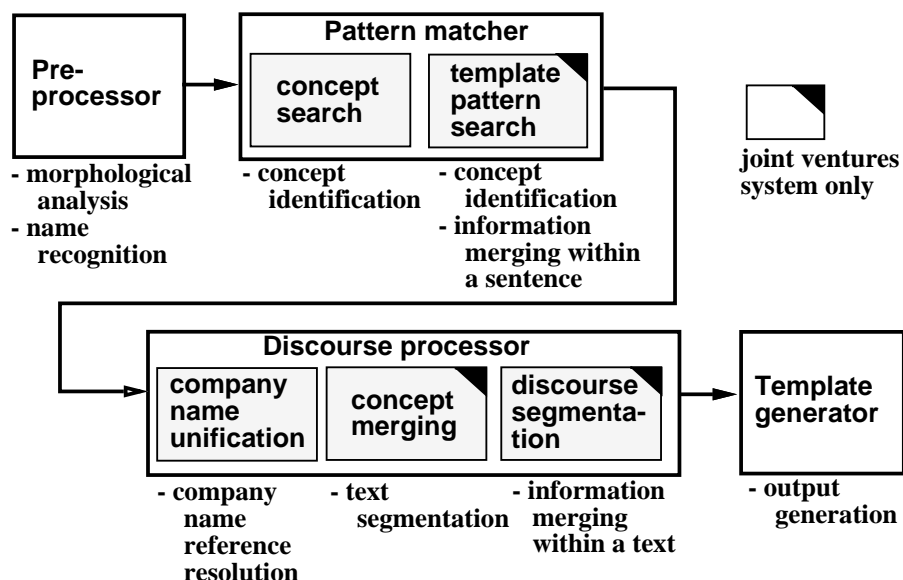 Pattern matcher
Pre-
processor
concept
search
template
pattern
search
joint ventures
system only
- morphological
analysis
- name
recognition
- concept
identification
- concept
identification
- information
merging within
a sentence
Discourse processor
company
name
unification
concept
merging
discourse
segmenta-
tion
Template
generator
- company
name
reference
resolution
- text
segmentation
- information
merging
within a text
- output
generation